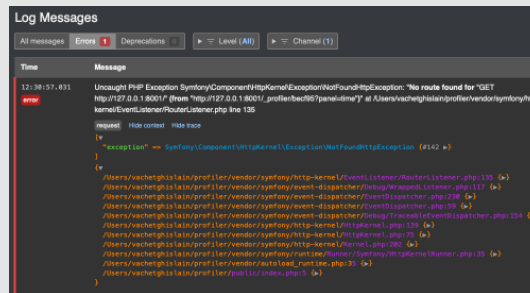 Log Messages
All messages Errors 1 Deprecations 0 ▸ Level (All) ▸ Channel (1)
Time Message
12:30:57.031 Uncaught PHP Exception Symfony\Component\HttpKernel\Exception\NotFoundHttpException: "No route found for "GET
error http://127.0.0.1:8001/" (from "http://127.0.0.1:8001/_profiler/becf95?panel=time")" at /Users/vachetghislain/profiler/vendor/symfony/ht
kernel/EventListener/RouterListener.php line 135
request Hide context Hide trace
[▼
"exception" => Symfony\Component\HttpKernel\Exception\NotFoundHttpException {#142 ▸}
]
{▼
/Users/vachetghislain/profiler/vendor/symfony/http-kernel/EventListener/RouterListener.php:135 {▸}
/Users/vachetghislain/profiler/vendor/symfony/event-dispatcher/Debug/WrappedListener.php:117 {▸}
/Users/vachetghislain/profiler/vendor/symfony/event-dispatcher/EventDispatcher.php:230 {▸}
/Users/vachetghislain/profiler/vendor/symfony/event-dispatcher/EventDispatcher.php:59 {▸}
/Users/vachetghislain/profiler/vendor/symfony/event-dispatcher/Debug/TraceableEventDispatcher.php:154 {
/Users/vachetghislain/profiler/vendor/symfony/http-kernel/HttpKernel.php:139 {▸}
/Users/vachetghislain/profiler/vendor/symfony/http-kernel/HttpKernel.php:75 {▸}
/Users/vachetghislain/profiler/vendor/symfony/http-kernel/Kernel.php:202 {▸}
/Users/vachetghislain/profiler/vendor/symfony/runtime/Runner/Symfony/HttpKernelRunner.php:35 {▸}
/Users/vachetghislain/profiler/vendor/autoload_runtime.php:35 {▸}
/Users/vachetghislain/profiler/public/index.php:5 {▸}
}